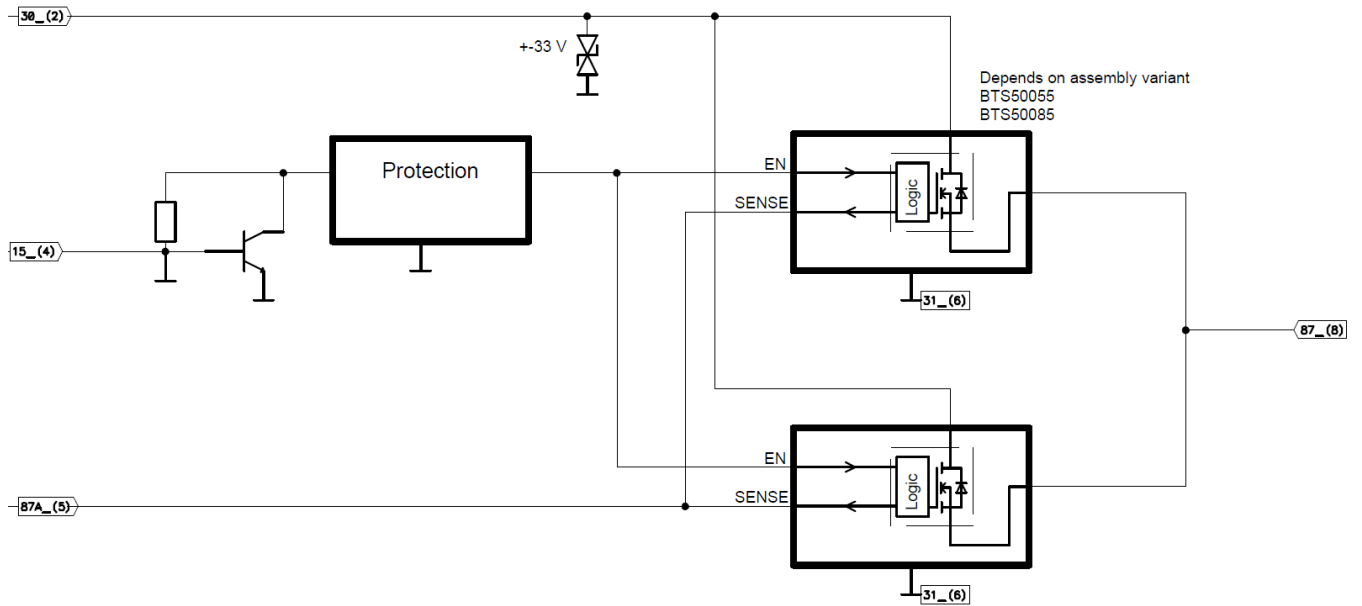 30_(2)
+-33 V
Depends on assembly variant
BTS50055
BTS50085
Protection
EN
SENSE
Logic
15_(4)
31_(6)
87_(8)
EN
SENSE
Logic
87A_(5)
31_(6)